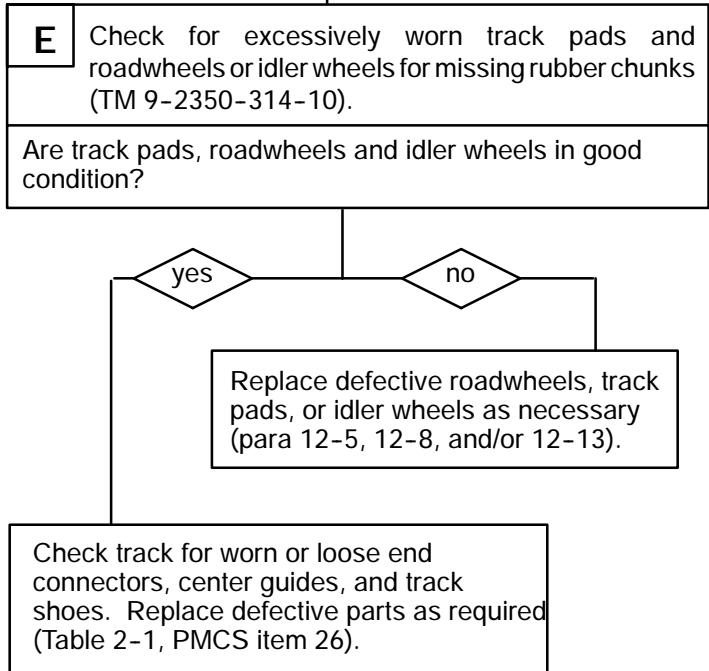 E
Check for excessively worn track pads and
roadwheels or idler wheels for missing rubber chunks
(TM 9-2350-314-10).
Are track pads, roadwheels and idler wheels in good
condition?
yes
no
Replace defective roadwheels, track
pads, or idler wheels as necessary
(para 12-5, 12-8, and/or 12-13).
Check track for worn or loose end
connectors, center guides, and track
shoes. Replace defective parts as required
(Table 2-1, PMCS item 26).